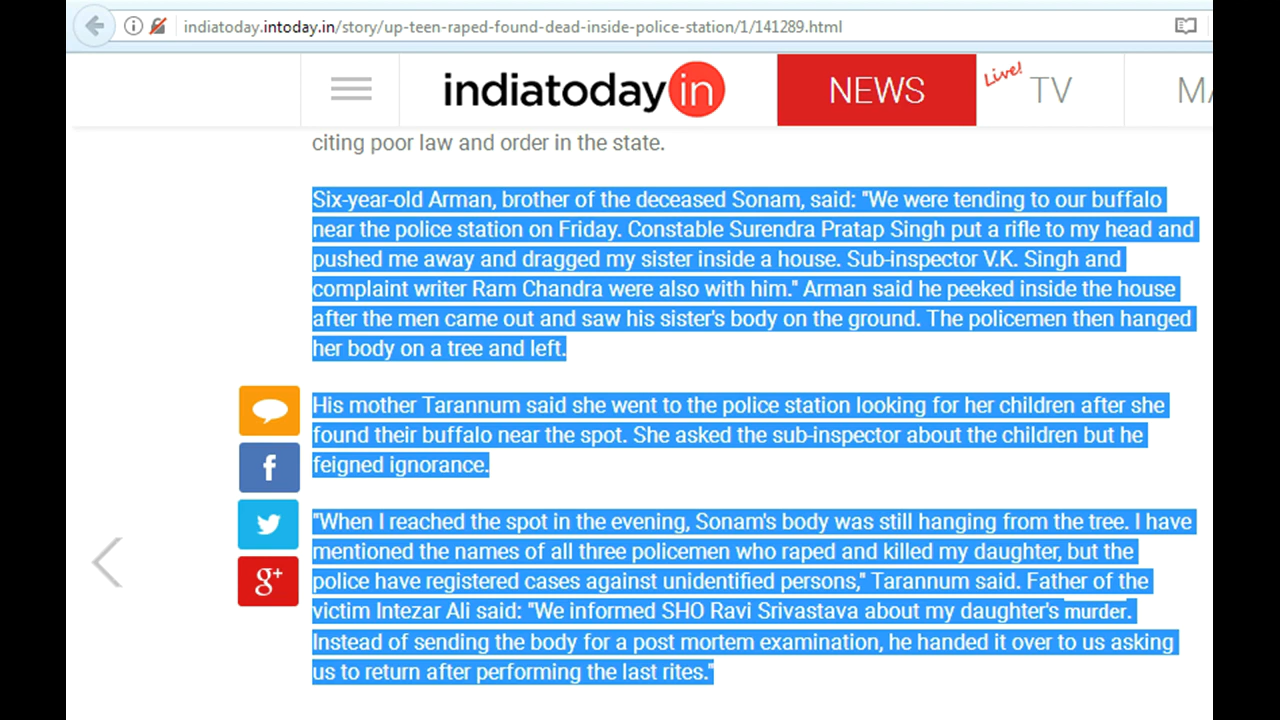 indiatoday.intoday.in/story/up-teen-raped-found-dead-inside-police-station/1/141289.html
indiatoday in NEWS Live! TV MA
citing poor law and order in the state.
Six-year-old Arman, brother of the deceased Sonam, said: "We were tending to our buffalo
near the police station on Friday. Constable Surendra Pratap Singh put a rifle to my head and
pushed me away and dragged my sister inside a house. Sub-inspector V.K. Singh and
complaint writer Ram Chandra were also with him." Arman said he peeked inside the house
after the men came out and saw his sister's body on the ground. The policemen then hanged
her body on a tree and left.
His mother Tarannum said she went to the police station looking for her children after she
found their buffalo near the spot. She asked the sub-inspector about the children but he
feigned ignorance.
"When I reached the spot in the evening, Sonam's body was still hanging from the tree. I have
mentioned the names of all three policemen who raped and killed my daughter, but the
police have registered cases against unidentified persons," Tarannum said. Father of the
victim Intezar Ali said: "We informed SHO Ravi Srivastava about my daughter's murder.
Instead of sending the body for a post mortem examination, he handed it over to us asking
us to return after performing the last rites."
f
g+